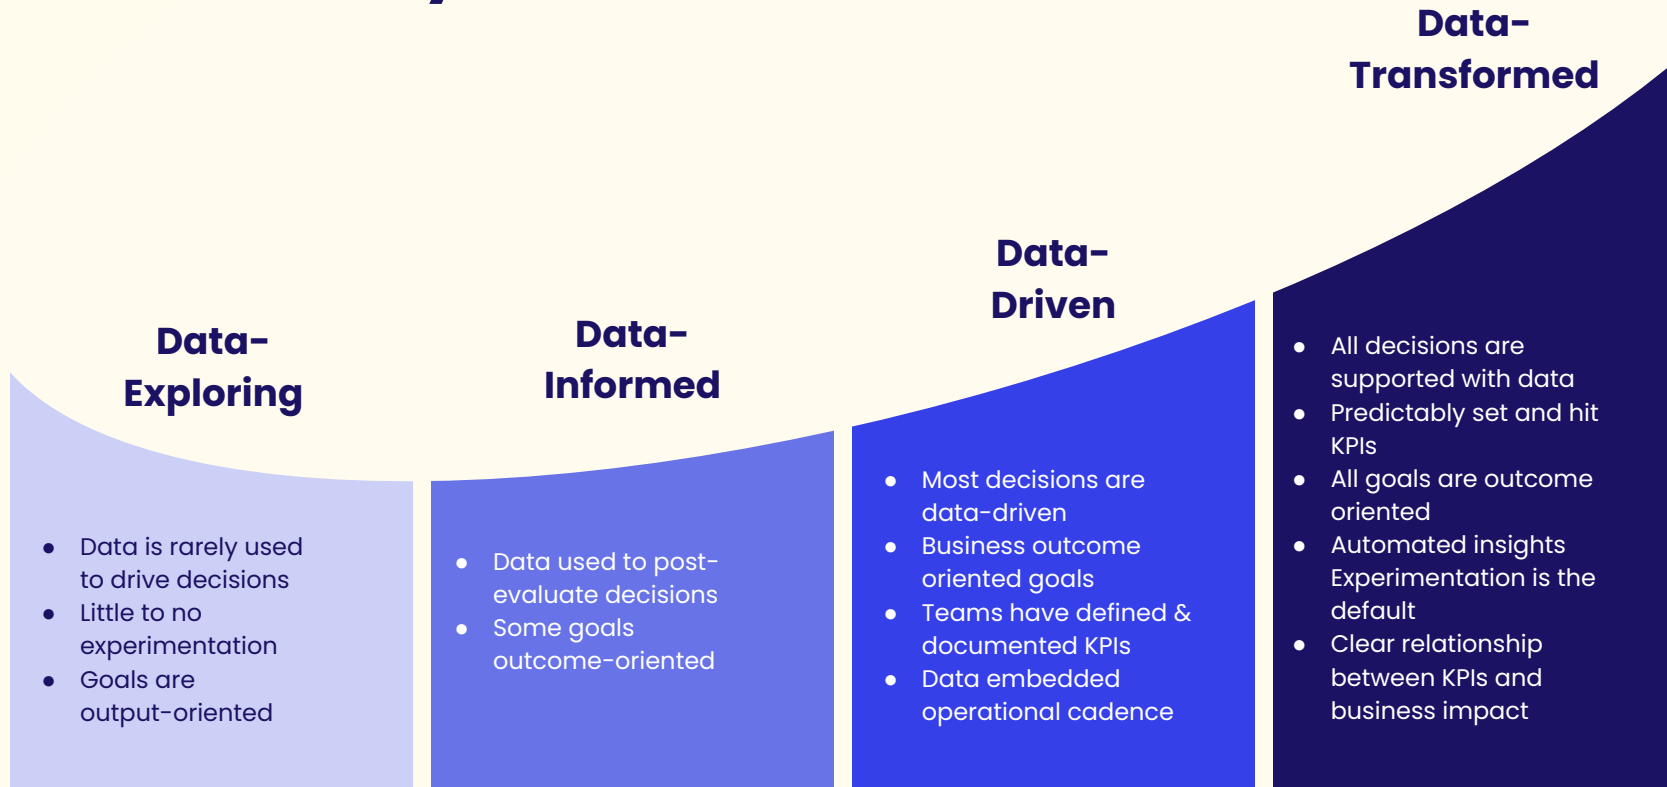 Data-
Exploring
● Data is rarely used
to drive decisions
● Little to no
experimentation
● Goals are
output-oriented
Data-
Informed
● Data used to post-
evaluate decisions
● Some goals
outcome-oriented
Data-
Driven
● Most decisions are
data-driven
● Business outcome
oriented goals
● Teams have defined &
documented KPIs
● Data embedded
operational cadence
Data-
Transformed
● All decisions are
supported with data
● Predictably set and hit
KPIs
● All goals are outcome
oriented
● Automated insights
Experimentation is the
default
● Clear relationship
between KPIs and
business impact